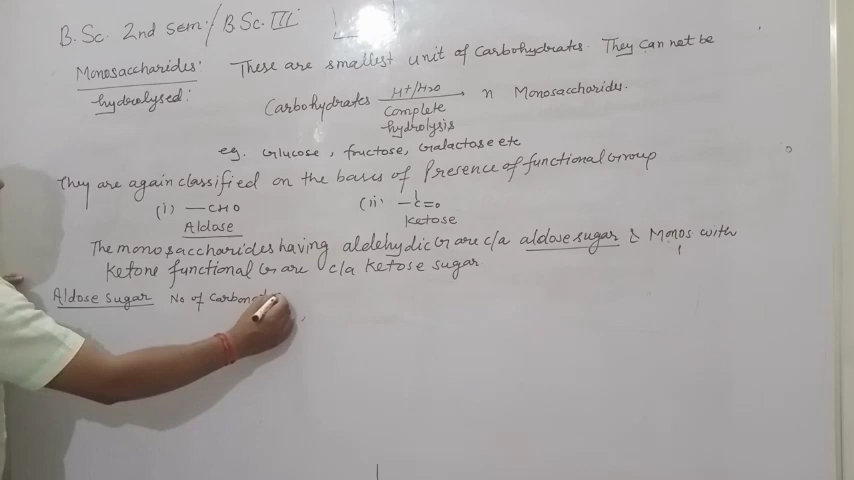 B.Sc. 2nd sem./B.Sc.III
Monosaccharides: These are smallest unit of Carbohydrates. They can not be
hydrolysed:
Carbohydrates H+/H2O n Monosaccharides.
Complete
hydrolysis
eg. Glucose, fructose, Galactose etc
They are again classified on the bases of Presence of functional Group
(i) —CHO (ii) —C=O
Aldose Ketose
The monosaccharides having aldehydic Gr are c/a aldose sugar & Monos with
Ketone functional Gr are c/a Ketose sugar
Aldose sugar No of Carbon